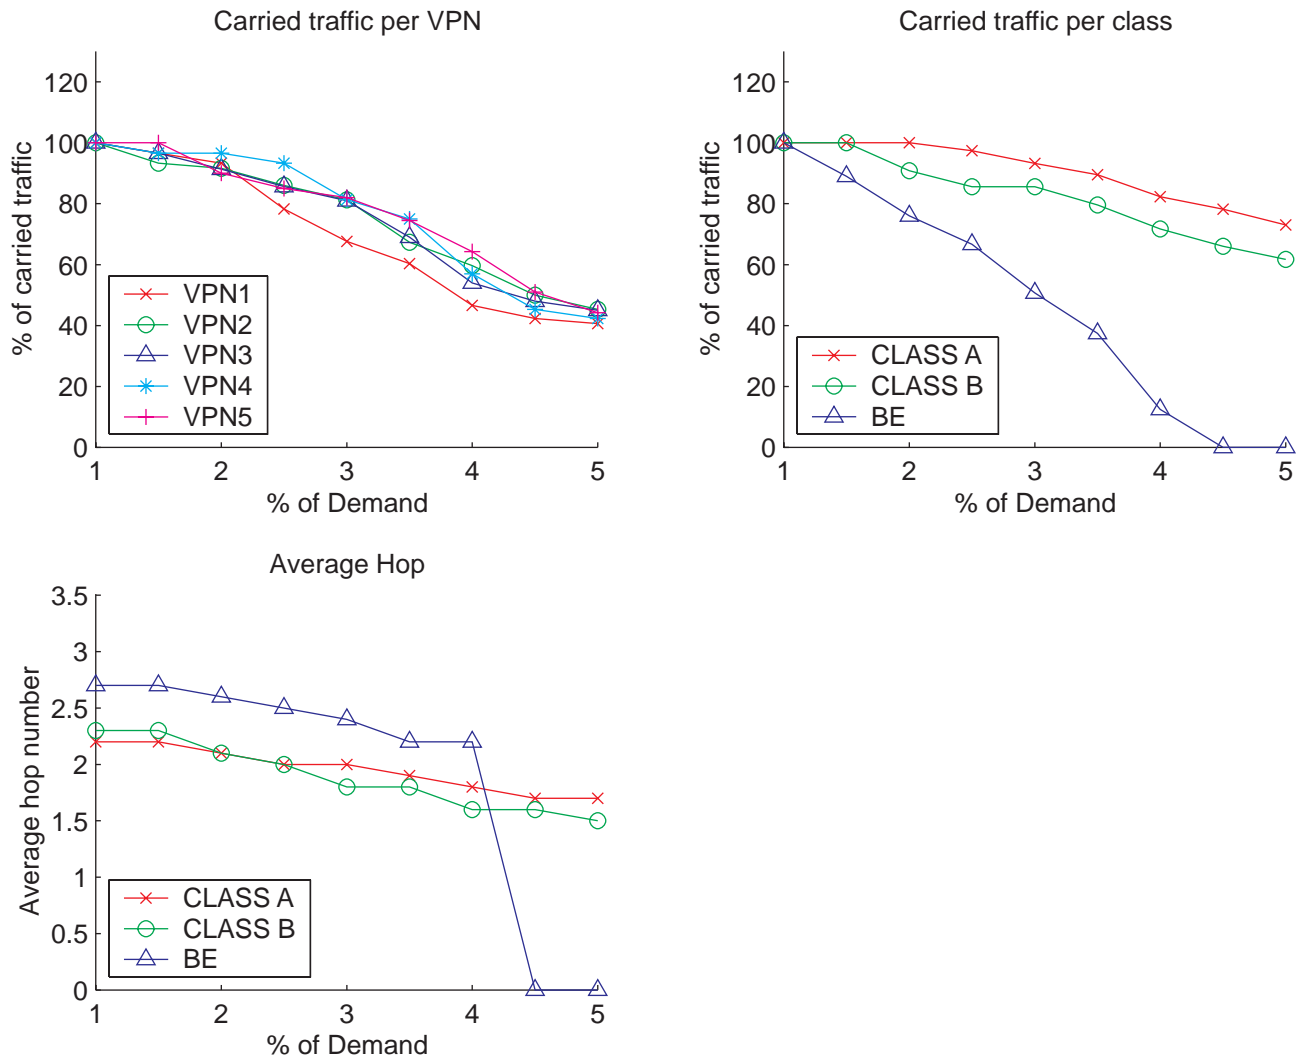 Carried traffic per VPN
% of carried traffic
120
100
80
60
40
20
0
VPN1
VPN2
VPN3
VPN4
VPN5
1 2 3 4 5
% of Demand
Carried traffic per class
% of carried traffic
120
100
80
60
40
20
0
CLASS A
CLASS B
BE
1 2 3 4 5
% of Demand
Average Hop
Average hop number
3.5
3
2.5
2
1.5
1
0.5
0
CLASS A
CLASS B
BE
1 2 3 4 5
% of Demand